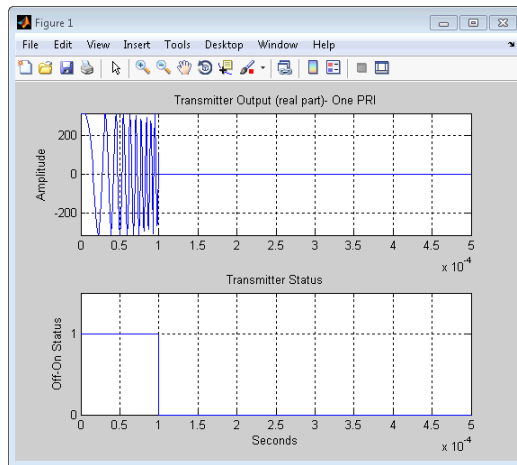 Figure 1
File Edit View Insert Tools Desktop Window Help
Transmitter Output (real part)- One PRI
Amplitude
200
0
-200
0 0.5 1 1.5 2 2.5 3 3.5 4 4.5 5
x 10^-4
Transmitter Status
Off-On Status
1
0
0 0.5 1 1.5 2 2.5 3 3.5 4 4.5 5
x 10^-4
Seconds